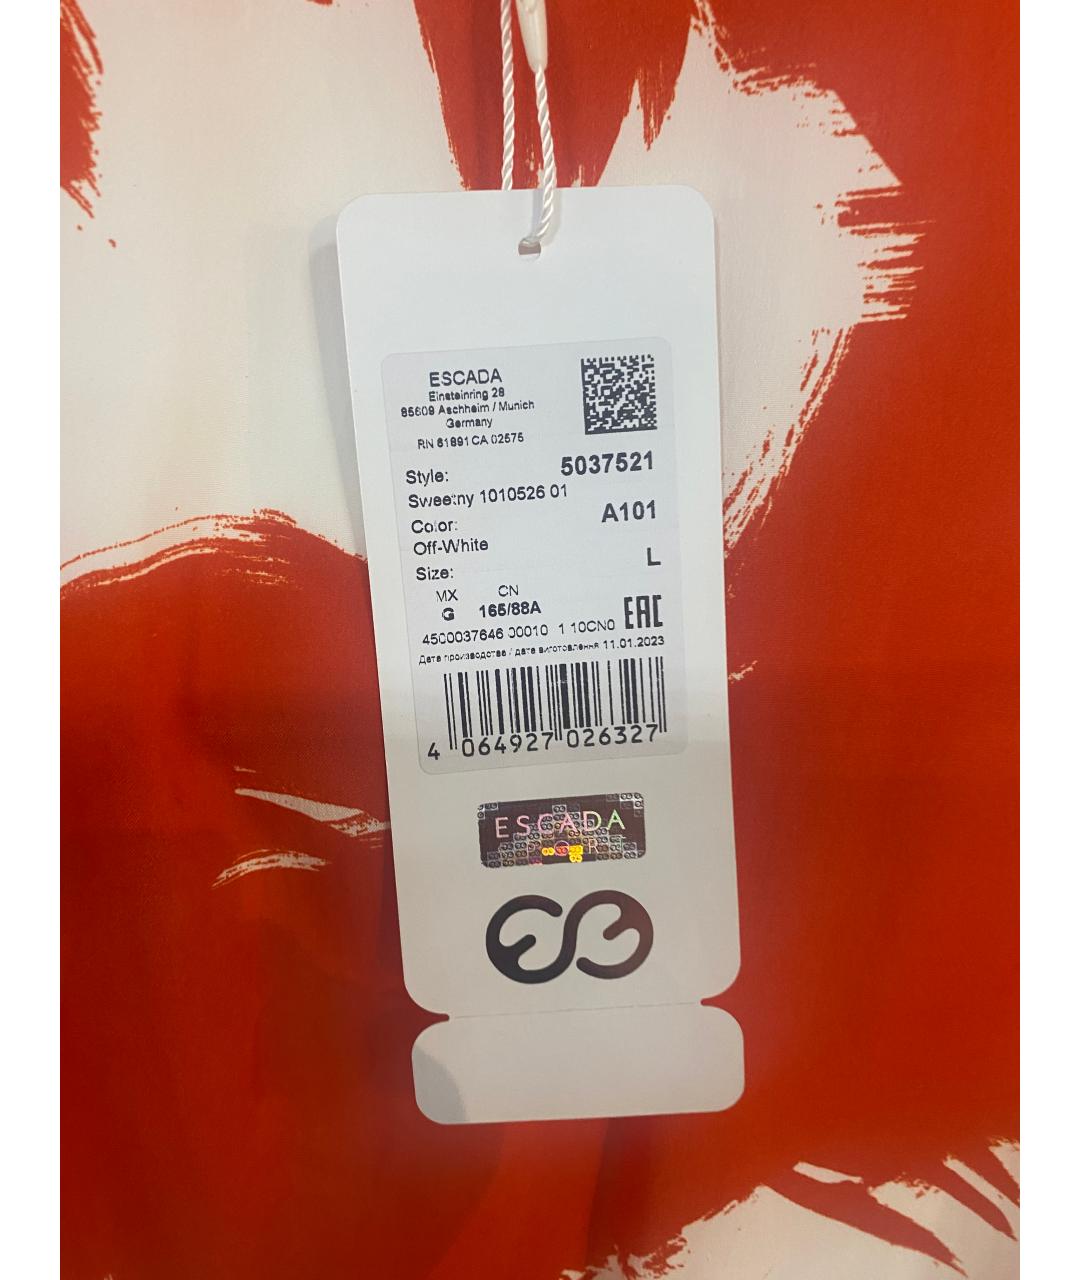 ESCADA
Einsteinring 28
85609 Aschheim / Munich
Germany
RN 61891 CA 02575
Style: 5037521
Sweetny 1010526 01
Color: A101
Off-White
Size: L
MX CN
G 165/88A
4500037646 00010 1 10CN0 EAC
Дата производства / дата виготовлення 11.01.2023
4 064927 026327
ESCADA